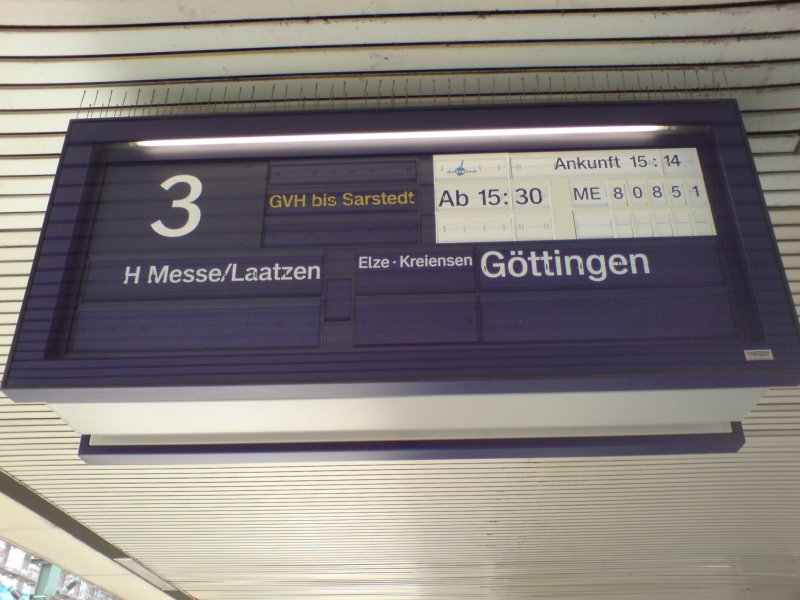 3
GVH bis Sarstedt
Ankunft 15:14
Ab 15:30 ME 80851
H Messe/Laatzen
Elze · Kreiensen
Göttingen